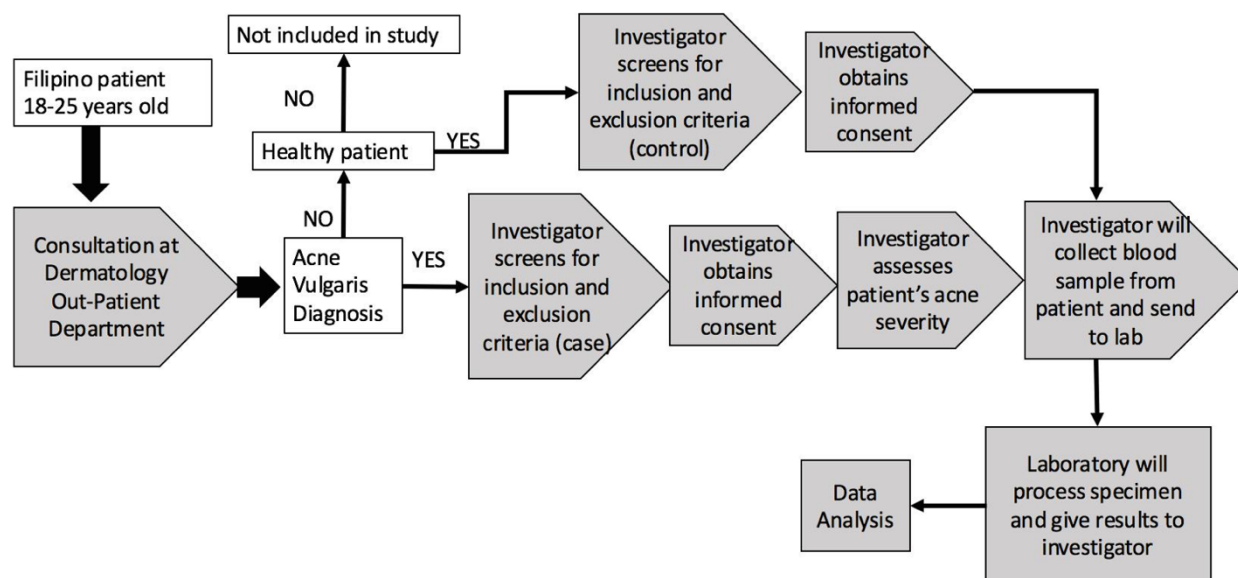 Not included in study
Filipino patient
18-25 years old
NO
Healthy patient
YES
Investigator
screens for
inclusion and
exclusion criteria
(control)
Investigator
obtains
informed
consent
Consultation at
Dermatology
Out-Patient
Department
NO
Acne
Vulgaris
Diagnosis
YES
Investigator
screens for
inclusion and
exclusion
criteria (case)
Investigator
obtains
informed
consent
Investigator
assesses
patient’s acne
severity
Investigator will
collect blood
sample from
patient and send
to lab
Laboratory will
process specimen
and give results to
investigator
Data
Analysis